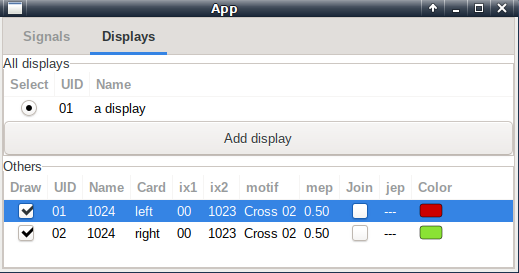 App
Signals Displays
All displays
Select UID Name
01 a display
Add display
Others
Draw UID Name Card ix1 ix2 motif mep Join jep Color
01 1024 left 00 1023 Cross 02 0.50 ---
02 1024 right 00 1023 Cross 02 0.50 ---